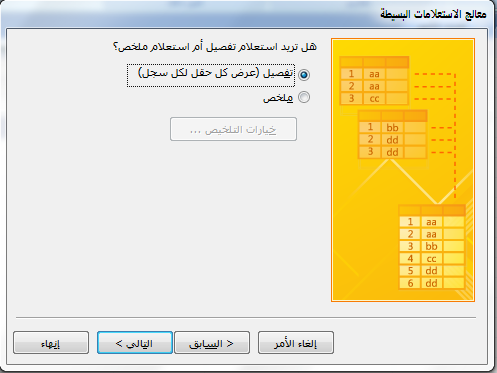 معالج الاستعلامات البسيطة
هل تريد استعلام تفصيل أم استعلام ملخص؟
تفصيل (عرض كل حقل لكل سجل)
ملخص
خيارات التلخيص ...
1 aa
2 aa
3 cc
1 bb
2 dd
3 dd
1 aa
2 aa
3 bb
4 cc
5 dd
6 dd
إلغاء الأمر
< السابق
التالي >
إنهاء